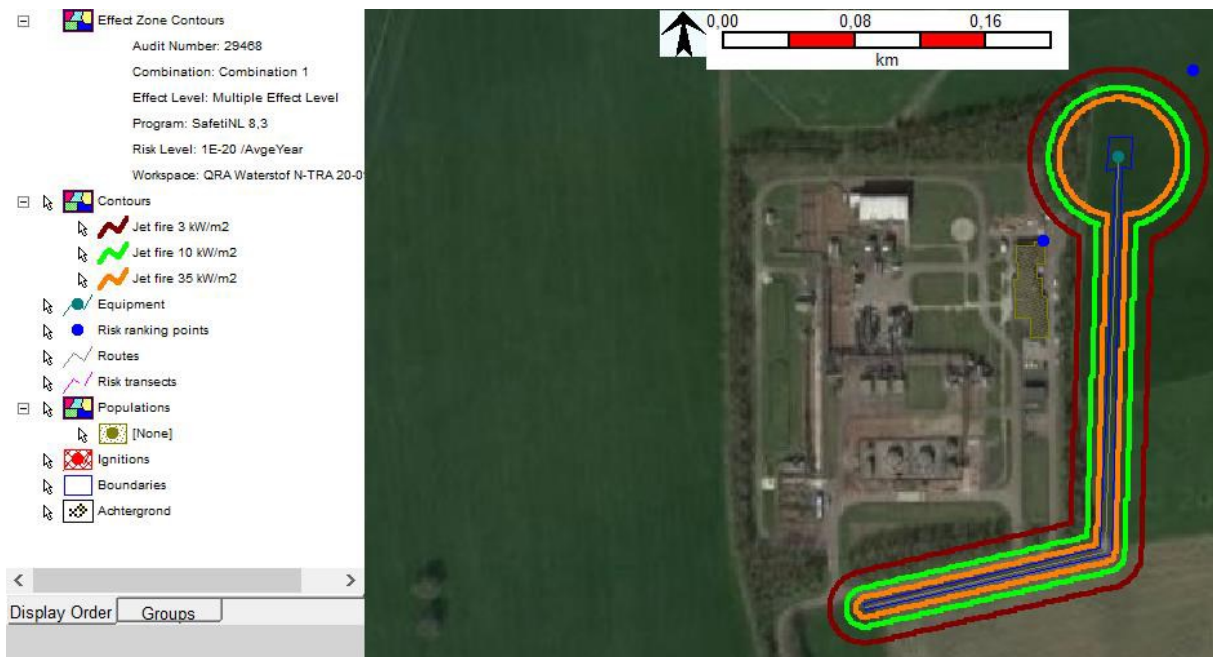 Effect Zone Contours
Audit Number: 29468
Combination: Combination 1
Effect Level: Multiple Effect Level
Program: SafetiNL 8,3
Risk Level: 1E-20 /AvgeYear
Workspace: QRA Waterstof N-TRA 20-0
Contours
Jet fire 3 kW/m2
Jet fire 10 kW/m2
Jet fire 35 kW/m2
Equipment
Risk ranking points
Routes
Risk transects
Populations
[None]
Ignitions
Boundaries
Achtergrond
Display Order Groups
0,00 0,08 0,16
km